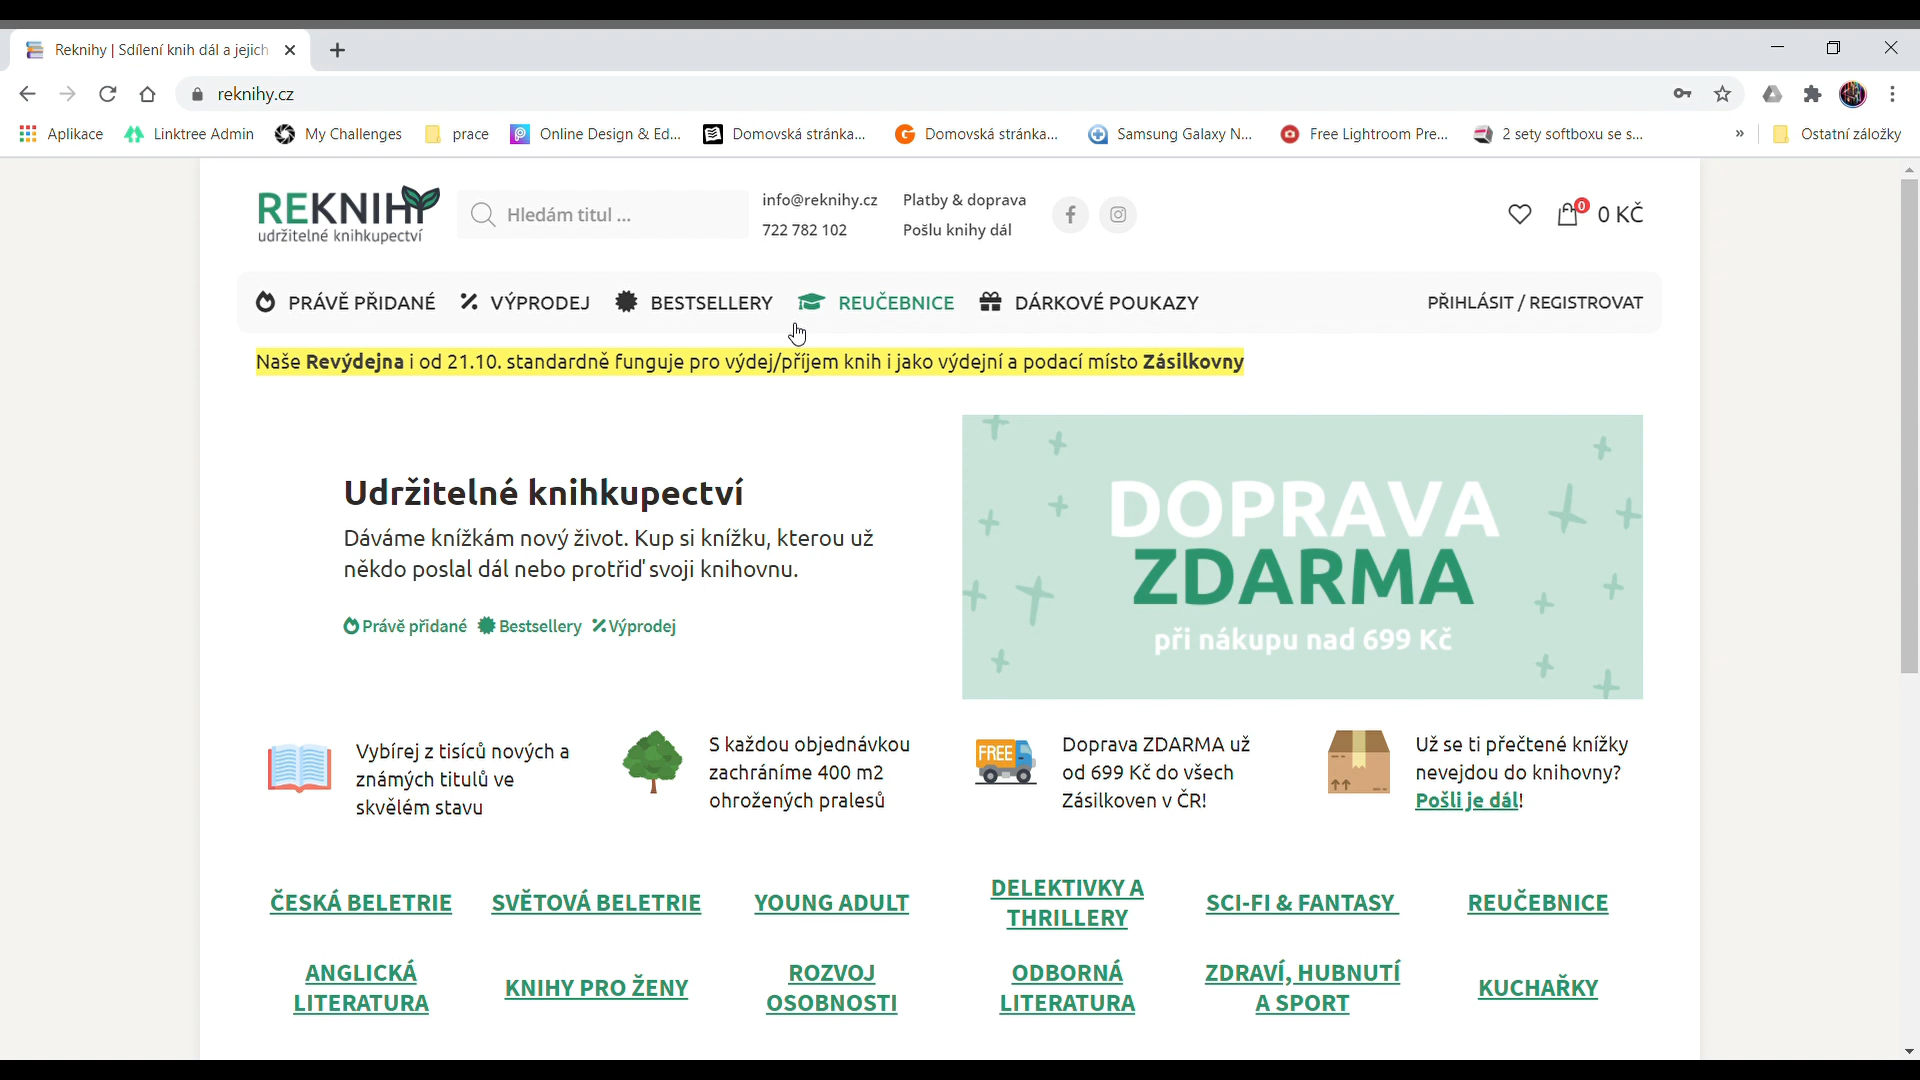 Reknihy | Sdílení knih dál a jejich
reknihy.cz
Aplikace Linktree Admin My Challenges prace Online Design & Ed... Domovská stránka... Domovská stránka... Samsung Galaxy N... Free Lightroom Pre... 2 sety softboxu se s... » Ostatní záložky
REKNIHY
udržitelné knihkupectví
Hledám titul ...
info@reknihy.cz
722 782 102
Platby & doprava
Pošlu knihy dál
0
0 KČ
PRÁVĚ PŘIDANÉ VÝPRODEJ BESTSELLERY REUČEBNICE DÁRKOVÉ POUKAZY PŘIHLÁSIT / REGISTROVAT
Naše Revýdejna i od 21.10. standardně funguje pro výdej/příjem knih i jako výdejní a podací místo Zásilkovny
Udržitelné knihkupectví
Dáváme knížkám nový život. Kup si knížku, kterou už
někdo poslal dál nebo protřiď svoji knihovnu.
Právě přidané Bestsellery Výprodej
DOPRAVA
ZDARMA
při nákupu nad 699 Kč
Vybírej z tisíců nových a
známých titulů ve
skvělém stavu
S každou objednávkou
zachráníme 400 m2
ohrožených pralesů
FREE
Doprava ZDARMA už
od 699 Kč do všech
Zásilkoven v ČR!
Už se ti přečtené knížky
nevejdou do knihovny?
Pošli je dál!
ČESKÁ BELETRIE
SVĚTOVÁ BELETRIE
YOUNG ADULT
DELEKTIVKY A
THRILLERY
SCI-FI & FANTASY
REUČEBNICE
ANGLICKÁ
LITERATURA
KNIHY PRO ŽENY
ROZVOJ
OSOBNOSTI
ODBORNÁ
LITERATURA
ZDRAVÍ, HUBNUTÍ
A SPORT
KUCHAŘKY